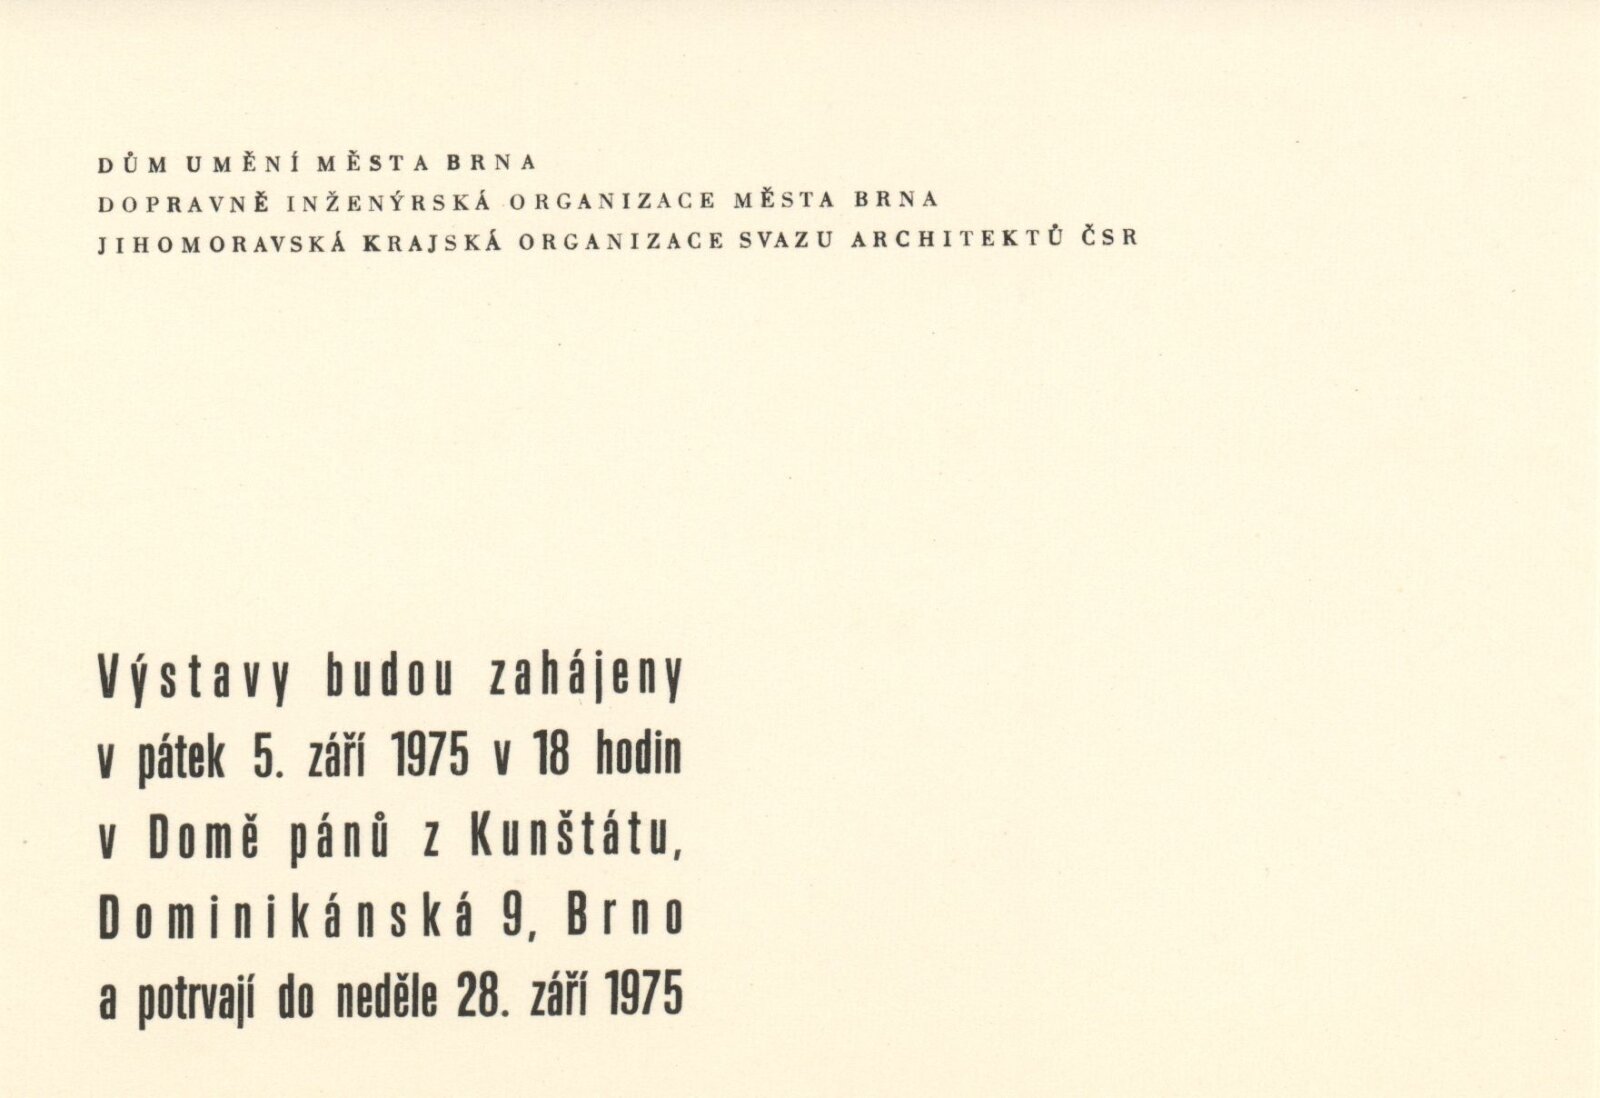 DŮM UMĚNÍ MĚSTA BRNA
DOPRAVNĚ INŽENÝRSKÁ ORGANIZACE MĚSTA BRNA
JIHOMORAVSKÁ KRAJSKÁ ORGANIZACE SVAZU ARCHITEKTŮ ČSR
Výstavy budou zahájeny
v pátek 5. září 1975 v 18 hodin
v Domě pánů z Kunštátu,
Dominikánská 9, Brno
a potrvají do neděle 28. září 1975